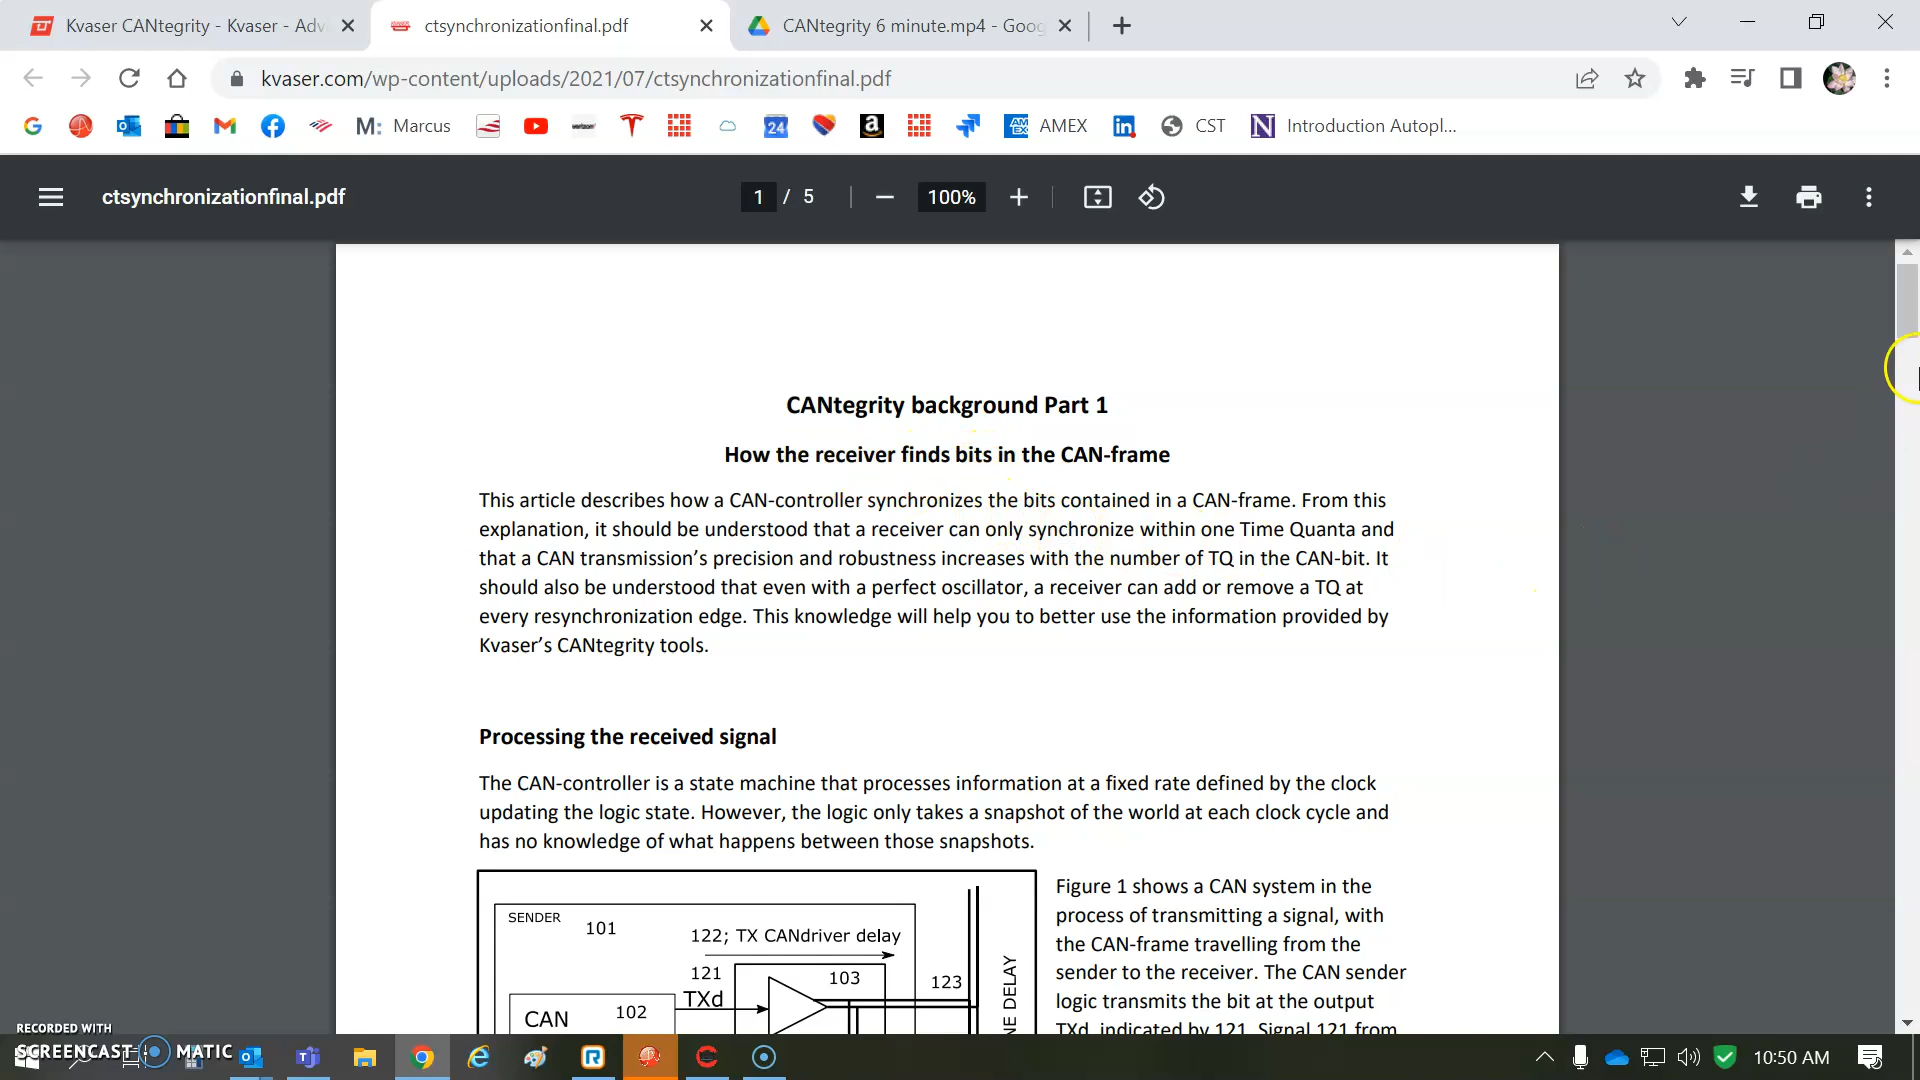 Kvaser CANtegrity - Kvaser - Adv
ctsynchronizationfinal.pdf
CANtegrity 6 minute.mp4 - Goog
kvaser.com/wp-content/uploads/2021/07/ctsynchronizationfinal.pdf
M: Marcus
verizon
24
AMEX
CST
Introduction Autopl...
ctsynchronizationfinal.pdf
1 / 5
100%
CANtegrity background Part 1
How the receiver finds bits in the CAN-frame
This article describes how a CAN-controller synchronizes the bits contained in a CAN-frame. From this
explanation, it should be understood that a receiver can only synchronize within one Time Quanta and
that a CAN transmission’s precision and robustness increases with the number of TQ in the CAN-bit. It
should also be understood that even with a perfect oscillator, a receiver can add or remove a TQ at
every resynchronization edge. This knowledge will help you to better use the information provided by
Kvaser’s CANtegrity tools.
Processing the received signal
The CAN-controller is a state machine that processes information at a fixed rate defined by the clock
updating the logic state. However, the logic only takes a snapshot of the world at each clock cycle and
has no knowledge of what happens between those snapshots.
SENDER
101
122; TX CANdriver delay
121
103
123
TXd
CAN
102
NE DELAY
Figure 1 shows a CAN system in the
process of transmitting a signal, with
the CAN-frame travelling from the
sender to the receiver. The CAN sender
logic transmits the bit at the output
TXd, indicated by 121. Signal 121 from
RECORDED WITH
SCREENCAST MATIC
10:50 AM